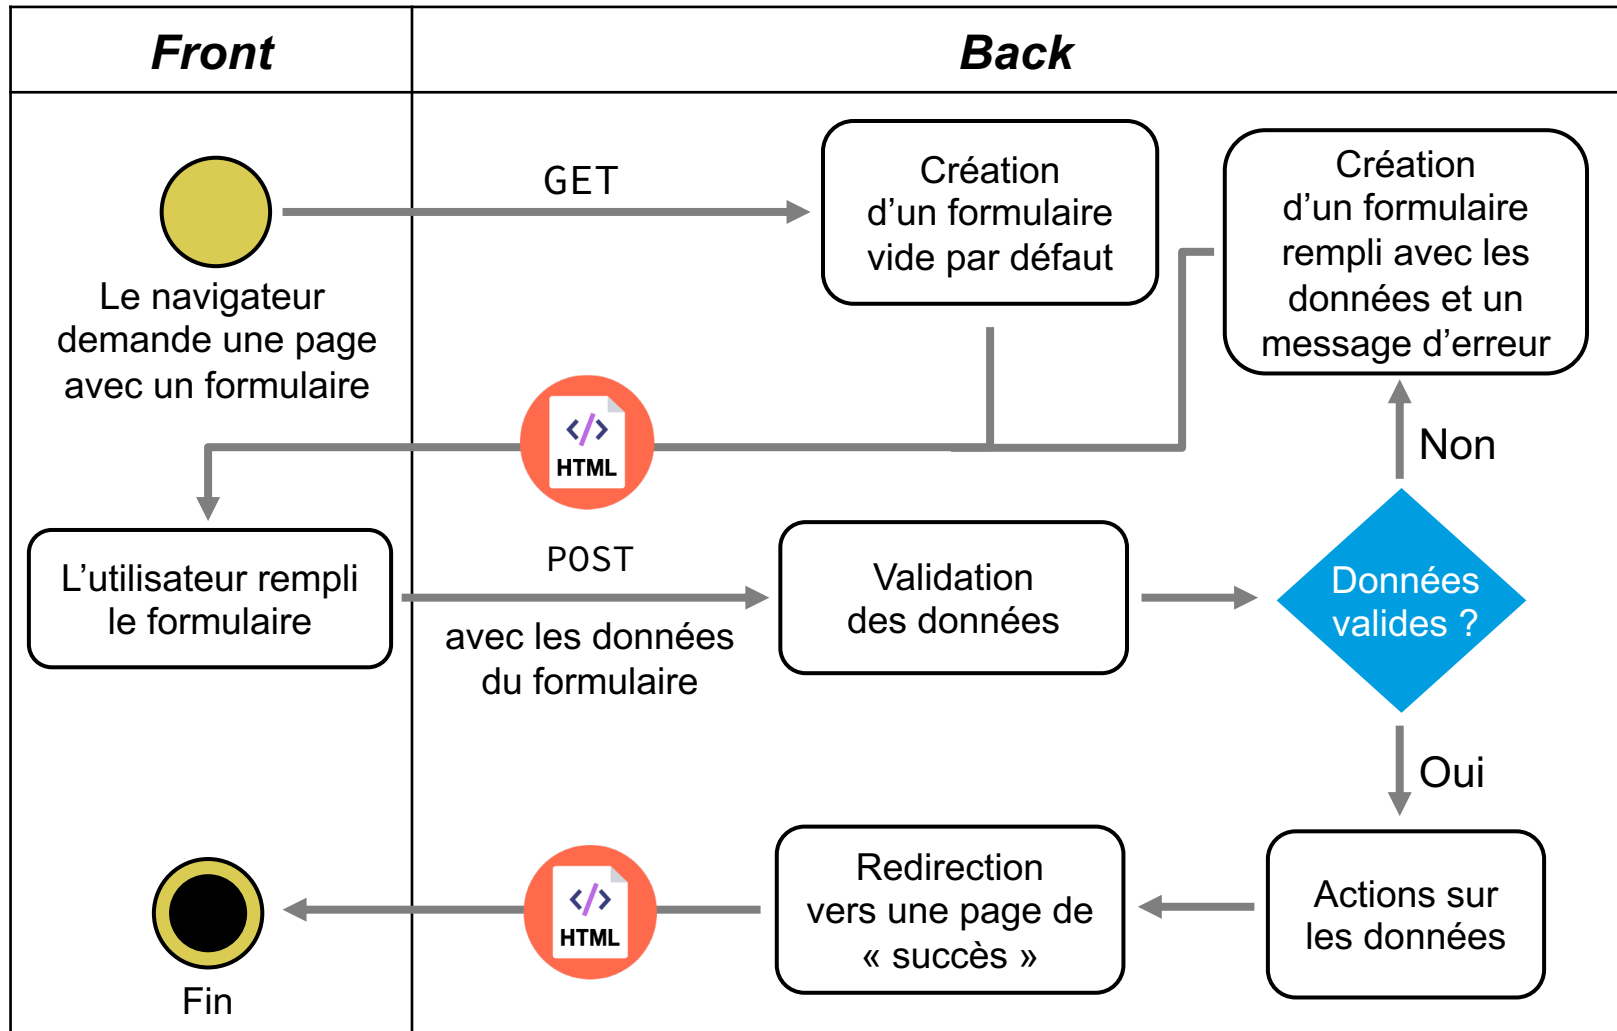 Front
Back
Le navigateur
demande une page
avec un formulaire
GET
Création
d’un formulaire
vide par défaut
Création
d’un formulaire
rempli avec les
données et un
message d’erreur
</>
HTML
Non
L’utilisateur rempli
le formulaire
POST
avec les données
du formulaire
Validation
des données
Données
valides ?
Oui
Actions sur
les données
Redirection
vers une page de
« succès »
</>
HTML
Fin